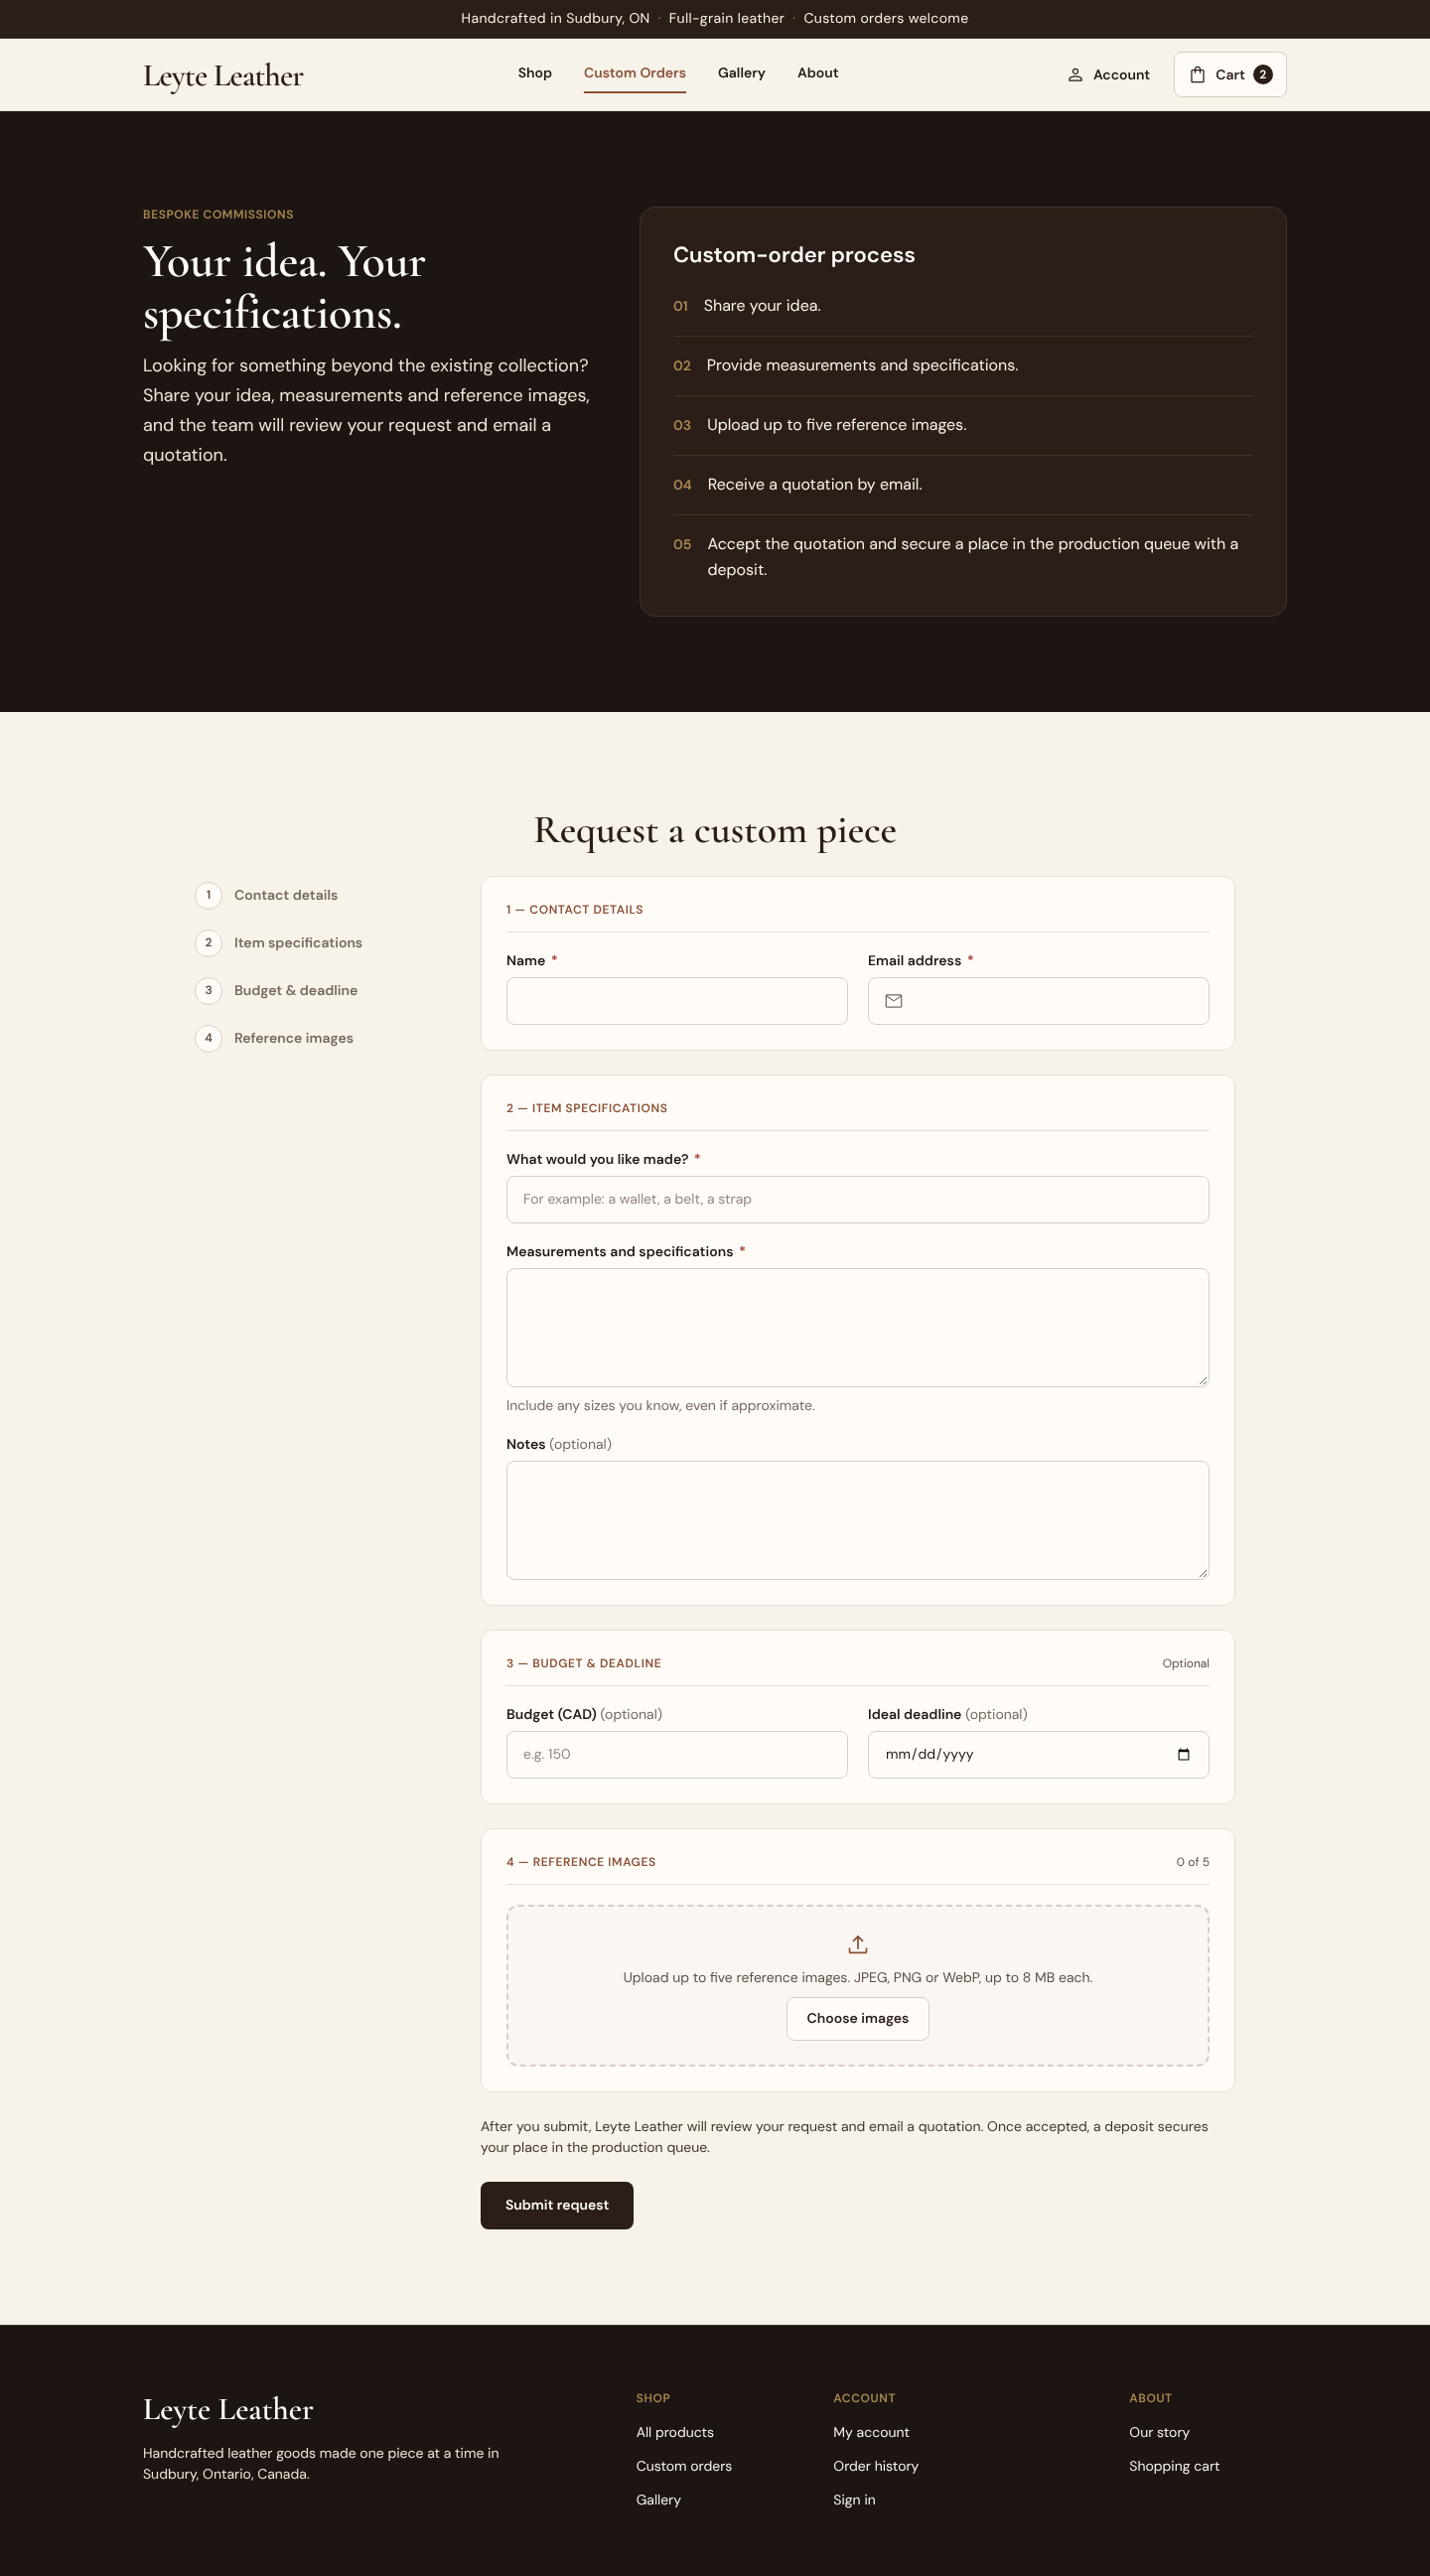 Handcrafted in Sudbury, ON · Full-grain leather · Custom orders welcome
Leyte Leather
Shop
Custom Orders
Gallery
About
Account
Cart 2
BESPOKE COMMISSIONS
Your idea. Your
specifications.
Looking for something beyond the existing collection?
Share your idea, measurements and reference images,
and the team will review your request and email a
quotation.
Custom-order process
01 Share your idea.
02 Provide measurements and specifications.
03 Upload up to five reference images.
04 Receive a quotation by email.
05 Accept the quotation and secure a place in the production queue with a
deposit.
Request a custom piece
1 Contact details
2 Item specifications
3 Budget & deadline
4 Reference images
1 — CONTACT DETAILS
Name *
Email address *
2 — ITEM SPECIFICATIONS
What would you like made? *
For example: a wallet, a belt, a strap
Measurements and specifications *
Include any sizes you know, even if approximate.
Notes (optional)
3 — BUDGET & DEADLINE
Optional
Budget (CAD) (optional)
Ideal deadline (optional)
e.g. 150
mm/dd/yyyy
4 — REFERENCE IMAGES
0 of 5
Upload up to five reference images. JPEG, PNG or WebP, up to 8 MB each.
Choose images
After you submit, Leyte Leather will review your request and email a quotation. Once accepted, a deposit secures
your place in the production queue.
Submit request
Leyte Leather
Handcrafted leather goods made one piece at a time in
Sudbury, Ontario, Canada.
SHOP
All products
Custom orders
Gallery
ACCOUNT
My account
Order history
Sign in
ABOUT
Our story
Shopping cart